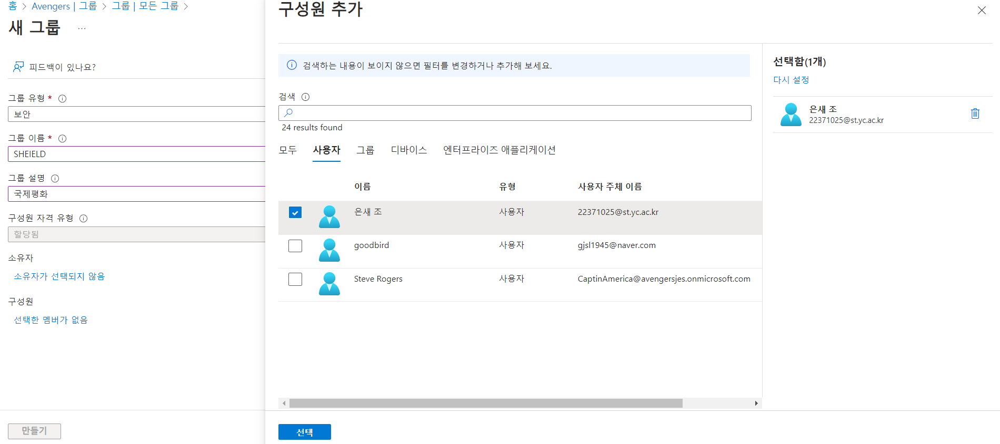 홈 > Avengers | 그룹 > 그룹 | 모든 그룹 >
새 그룹 ...
피드백이 있나요?
그룹 유형 *
보안
그룹 이름 *
SHEIELD
그룹 설명
국제평화
구성원 자격 유형
할당됨
소유자
소유자가 선택되지 않음
구성원
선택한 멤버가 없음
만들기
구성원 추가
검색하는 내용이 보이지 않으면 필터를 변경하거나 추가해 보세요.
검색
24 results found
모두 사용자 그룹 디바이스 엔터프라이즈 애플리케이션
이름 유형 사용자 주체 이름
은새 조 사용자 22371025@st.yc.ac.kr
goodbird 사용자 gjsl1945@naver.com
Steve Rogers 사용자 CaptinAmerica@avengersjes.onmicrosoft.com
선택
선택함(1개)
다시 설정
은새 조
22371025@st.yc.ac.kr